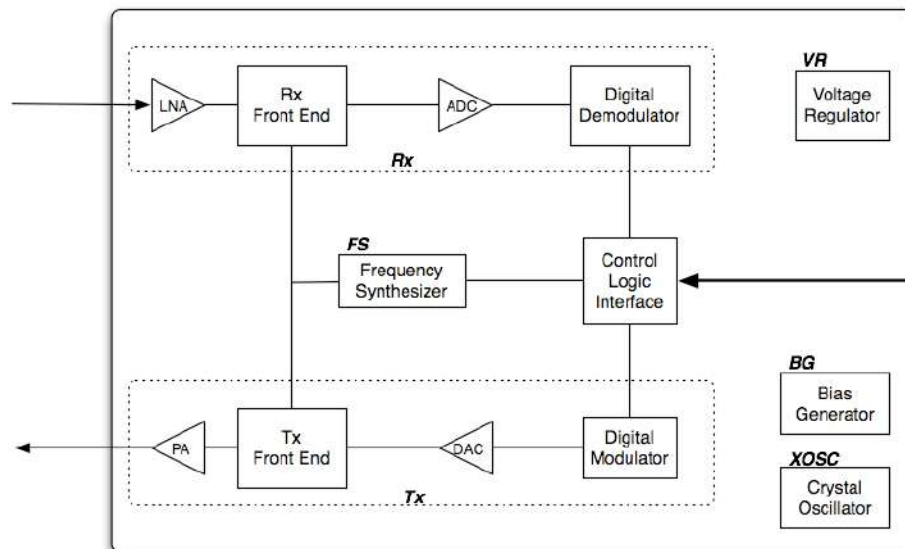 VR
LNA
Rx
Front End
ADC
Digital
Demodulator
Voltage
Regulator
Rx
FS
Frequency
Synthesizer
Control
Logic
Interface
BG
Bias
Generator
PA
Tx
Front End
DAC
Digital
Modulator
XOSC
Crystal
Oscillator
Tx